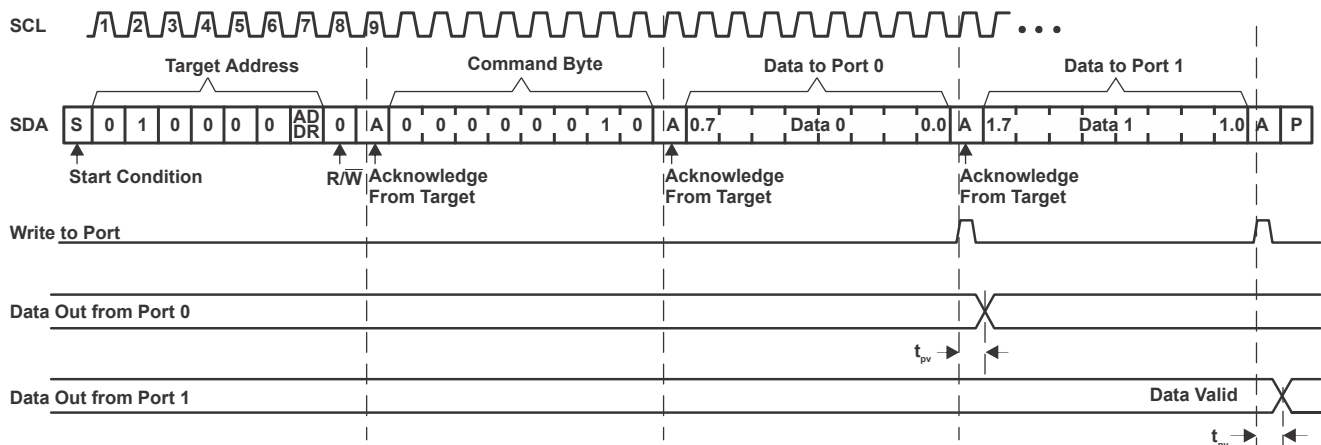 SCL 1 2 3 4 5 6 7 8 9
Target Address Command Byte Data to Port 0 Data to Port 1
SDA S 0 1 0 0 0 0 AD DR 0 A 0 0 0 0 0 0 1 0 A 0.7 Data 0 0.0 A 1.7 Data 1 1.0 A P
Start Condition R/W̅ Acknowledge From Target Acknowledge From Target Acknowledge From Target
Write to Port
Data Out from Port 0
tpv
Data Out from Port 1 Data Valid
tpv